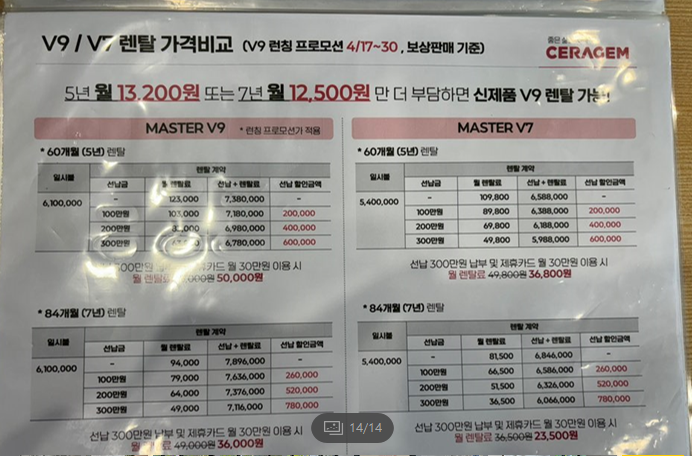 V9 / V7 렌탈 가격비교 (V9 런칭 프로모션 4/17~30 , 보상판매 기준)
CERAGEM
5년 월 13,200원 또는 7년 월 12,500원 만 더 부담하면 신제품 V9 렌탈 가능!
MASTER V9 * 런칭 프로모션가 적용
* 60개월 (5년) 렌탈
일시불 렌탈 계약
선납금 월 렌탈료 선납 + 렌탈료 선납 할인금액
6,100,000
- 123,000 7,380,000 -
100만원 103,000 7,180,000 200,000
200만원 6,980,000 400,000
300만원 6,780,000 600,000
300만원 납부 및 제휴카드 월 30만원 이용 시
월 렌탈료 50,000원
* 84개월 (7년) 렌탈
일시불 렌탈 계약
선납금 월 렌탈료 선납 + 렌탈료 선납 할인금액
6,100,000
- 94,000 7,896,000 -
100만원 79,000 7,636,000 260,000
200만원 64,000 7,376,000 520,000
300만원 49,000 7,116,000 780,000
선납 300만원 납부 및 제휴카드 월 30만원 이용 시
월 렌탈료 49,000원 36,000원
MASTER V7
* 60개월 (5년) 렌탈
일시불 렌탈 계약
선납금 월 렌탈료 선납 + 렌탈료 선납 할인금액
5,400,000
- 109,800 6,588,000 -
100만원 89,800 6,388,000 200,000
200만원 69,800 6,188,000 400,000
300만원 49,800 5,988,000 600,000
선납 300만원 납부 및 제휴카드 월 30만원 이용 시
월 렌탈료 49,800원 36,800원
* 84개월 (7년) 렌탈
일시불 렌탈 계약
선납금 월 렌탈료 선납 + 렌탈료 선납 할인금액
5,400,000
- 81,500 6,846,000 -
100만원 66,500 6,586,000 260,000
200만원 51,500 6,326,000 520,000
300만원 36,500 6,066,000 780,000
선납 300만원 납부 및 제휴카드 월 30만원 이용 시
월 렌탈료 36,500원 23,500원
14/14